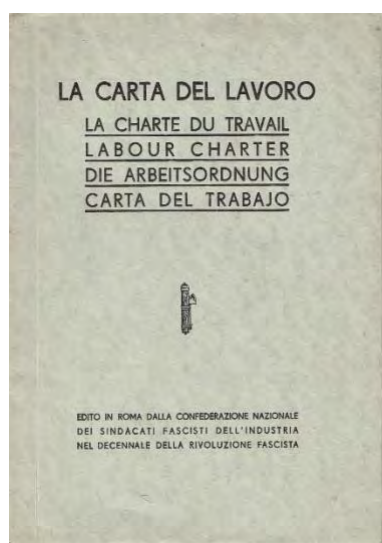 LA CARTA DEL LAVORO
LA CHARTE DU TRAVAIL
LABOUR CHARTER
DIE ARBEITSORDNUNG
CARTA DEL TRABAJO
EDITO IN ROMA DALLA CONFEDERAZIONE NAZIONALE
DEI SINDACATI FASCISTI DELL'INDUSTRIA
NEL DECENNALE DELLA RIVOLUZIONE FASCISTA